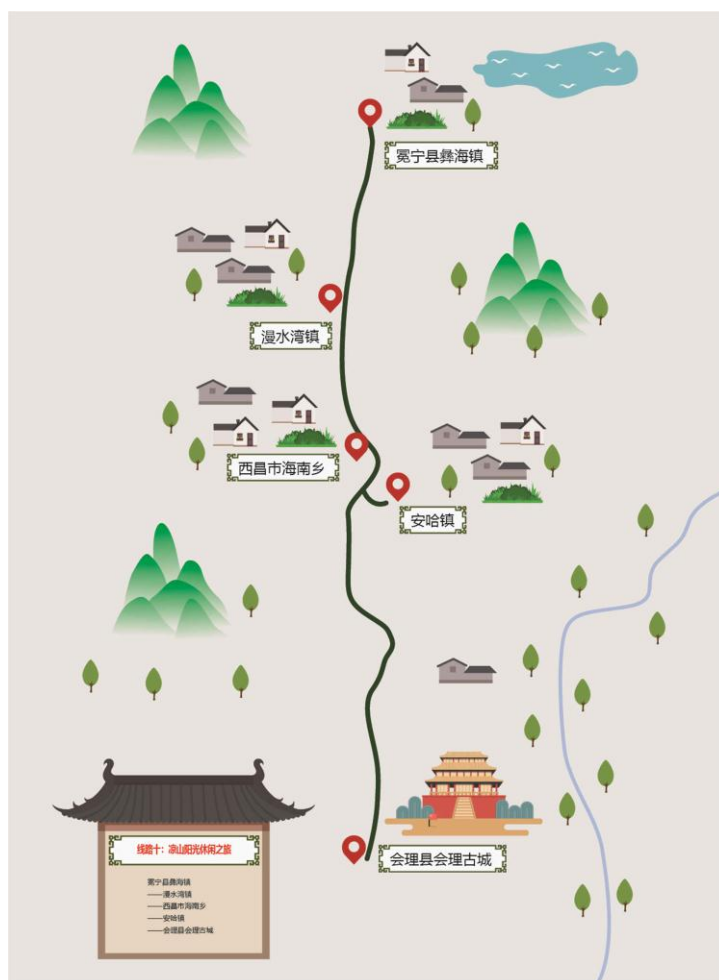 冕宁县彝海镇
漫水湾镇
西昌市海南乡
安哈镇
会理县会理古城
线路十：凉山阳光休闲之旅
冕宁县彝海镇
——漫水湾镇
——西昌市海南乡
——安哈镇
——会理县会理古城